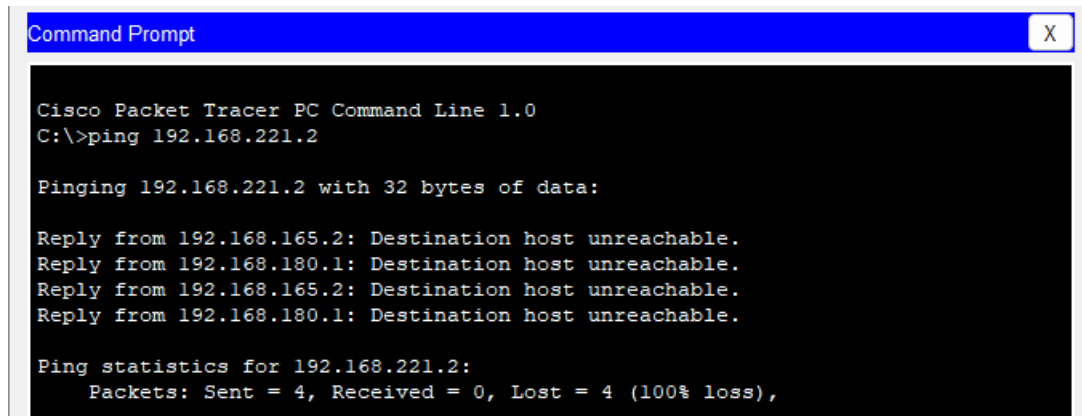 Command Prompt
X
Cisco Packet Tracer PC Command Line 1.0
C:\>ping 192.168.221.2
Pinging 192.168.221.2 with 32 bytes of data:
Reply from 192.168.165.2: Destination host unreachable.
Reply from 192.168.180.1: Destination host unreachable.
Reply from 192.168.165.2: Destination host unreachable.
Reply from 192.168.180.1: Destination host unreachable.
Ping statistics for 192.168.221.2:
Packets: Sent = 4, Received = 0, Lost = 4 (100% loss),